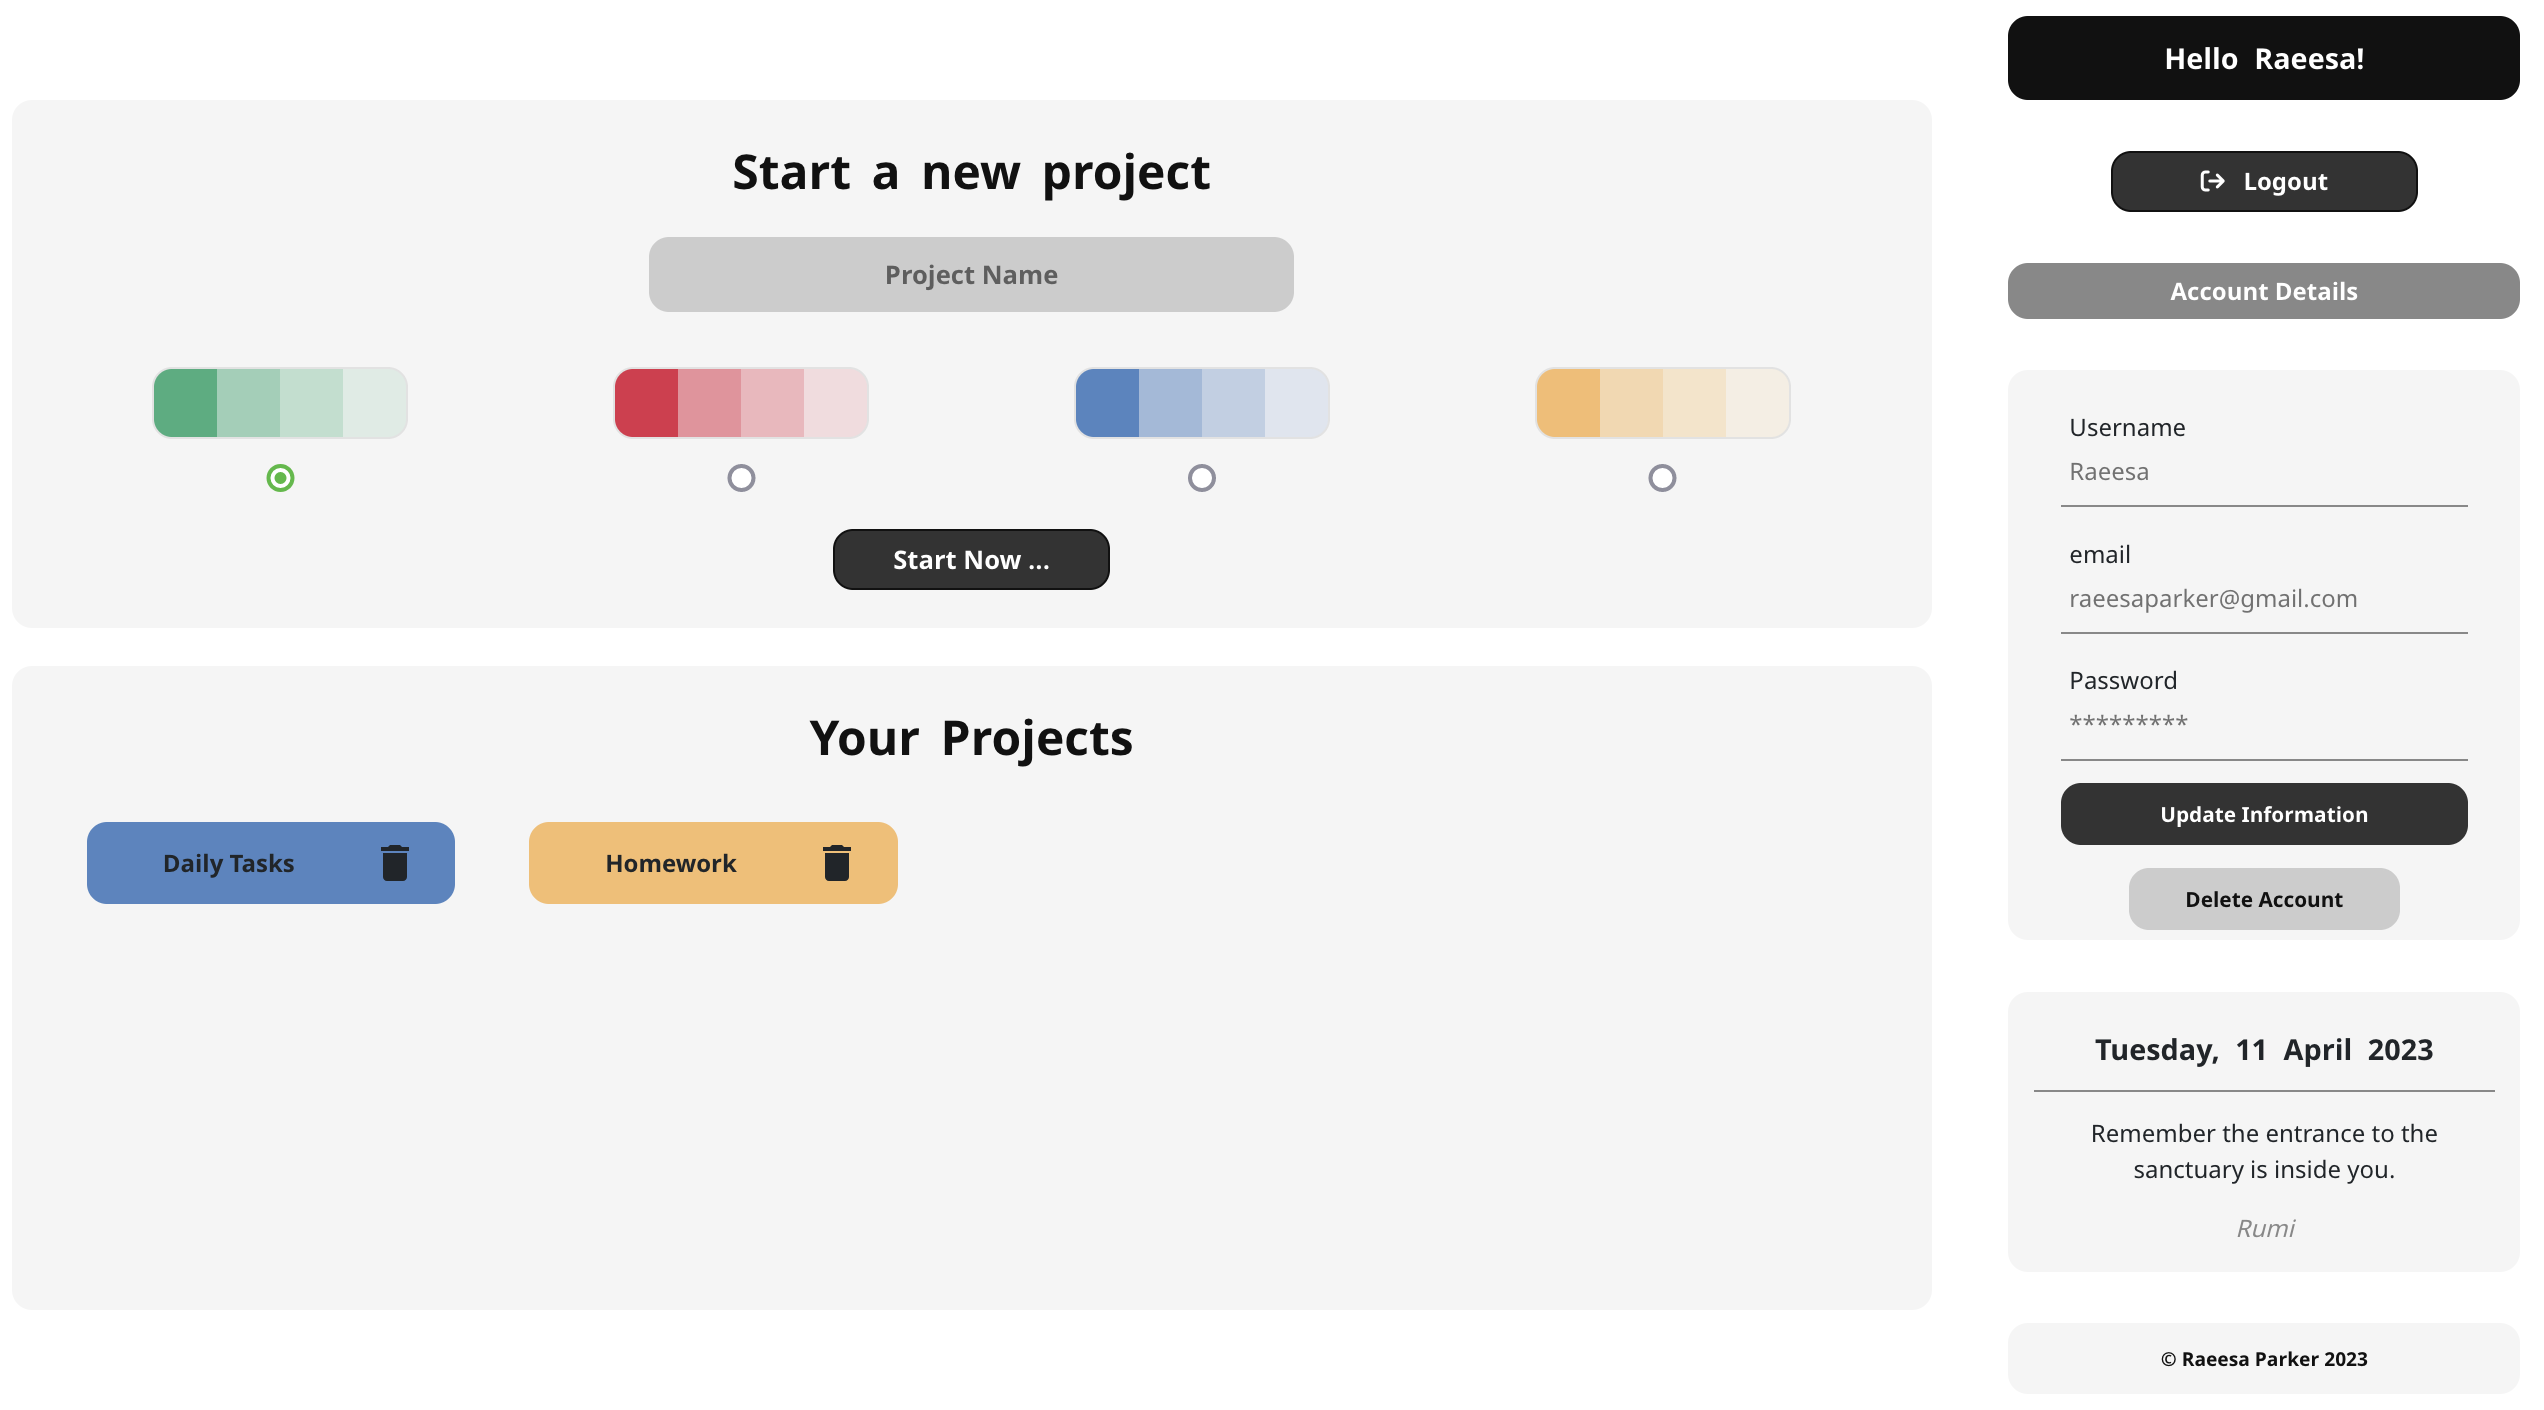 Start a new project
Project Name
Start Now ...
Your Projects
Daily Tasks
Homework
Hello Raeesa!
Logout
Account Details
Username
Raeesa
email
raeesaparker@gmail.com
Password
*********
Update Information
Delete Account
Tuesday, 11 April 2023
Remember the entrance to the
sanctuary is inside you.
Rumi
© Raeesa Parker 2023